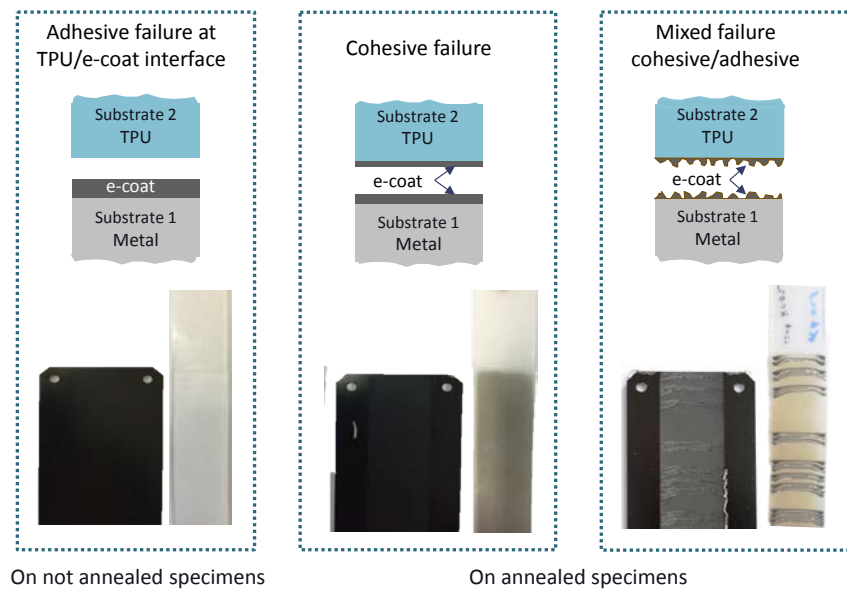 Adhesive failure at
TPU/e-coat interface
Substrate 2
TPU
e-coat
Substrate 1
Metal
Cohesive failure
Substrate 2
TPU
e-coat
Substrate 1
Metal
Mixed failure
cohesive/adhesive
Substrate 2
TPU
e-coat
Substrate 1
Metal
On not annealed specimens
On annealed specimens